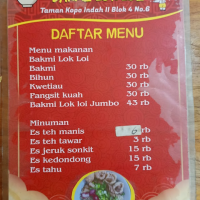 Taman Kopo Indah II Blok 4 No.6
DAFTAR MENU
Menu makanan
Bakmi Lok Loi
Bakmi 30 rb
Bihun 30 rb
Kwetiau 30 rb
Pangsit kuah 30 rb
Bakmi Lok loi Jumbo 43 rb
Minuman
Es teh manis rb
Es teh tawar 3 rb
Es jeruk sonkit 15 rb
Es kedondong 15 rb
Es tahu 7 rb